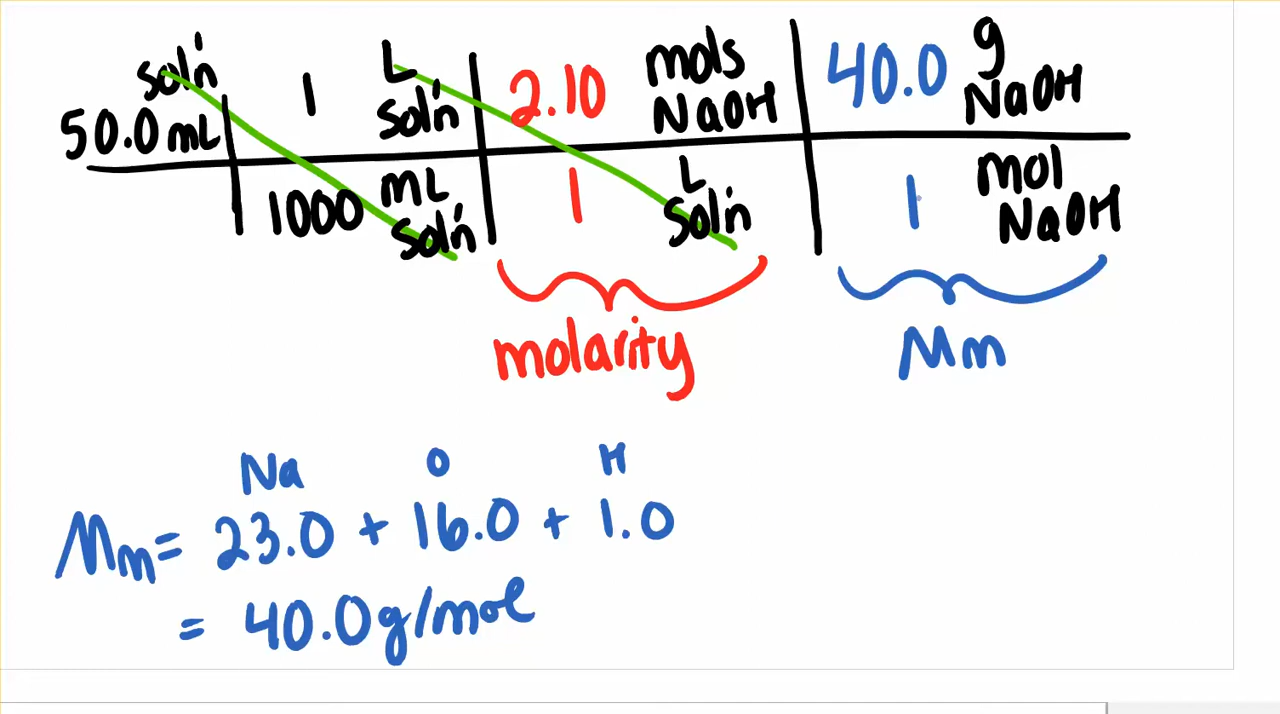 soln 1 L 2.10 mols 40.0 g
50.0 mL soln NaOH NaOH
1000 mL 1 L 1 mol
soln soln NaOH
molarity Mm
Na O H
Mm = 23.0 + 16.0 + 1.0
= 40.0 g/mol